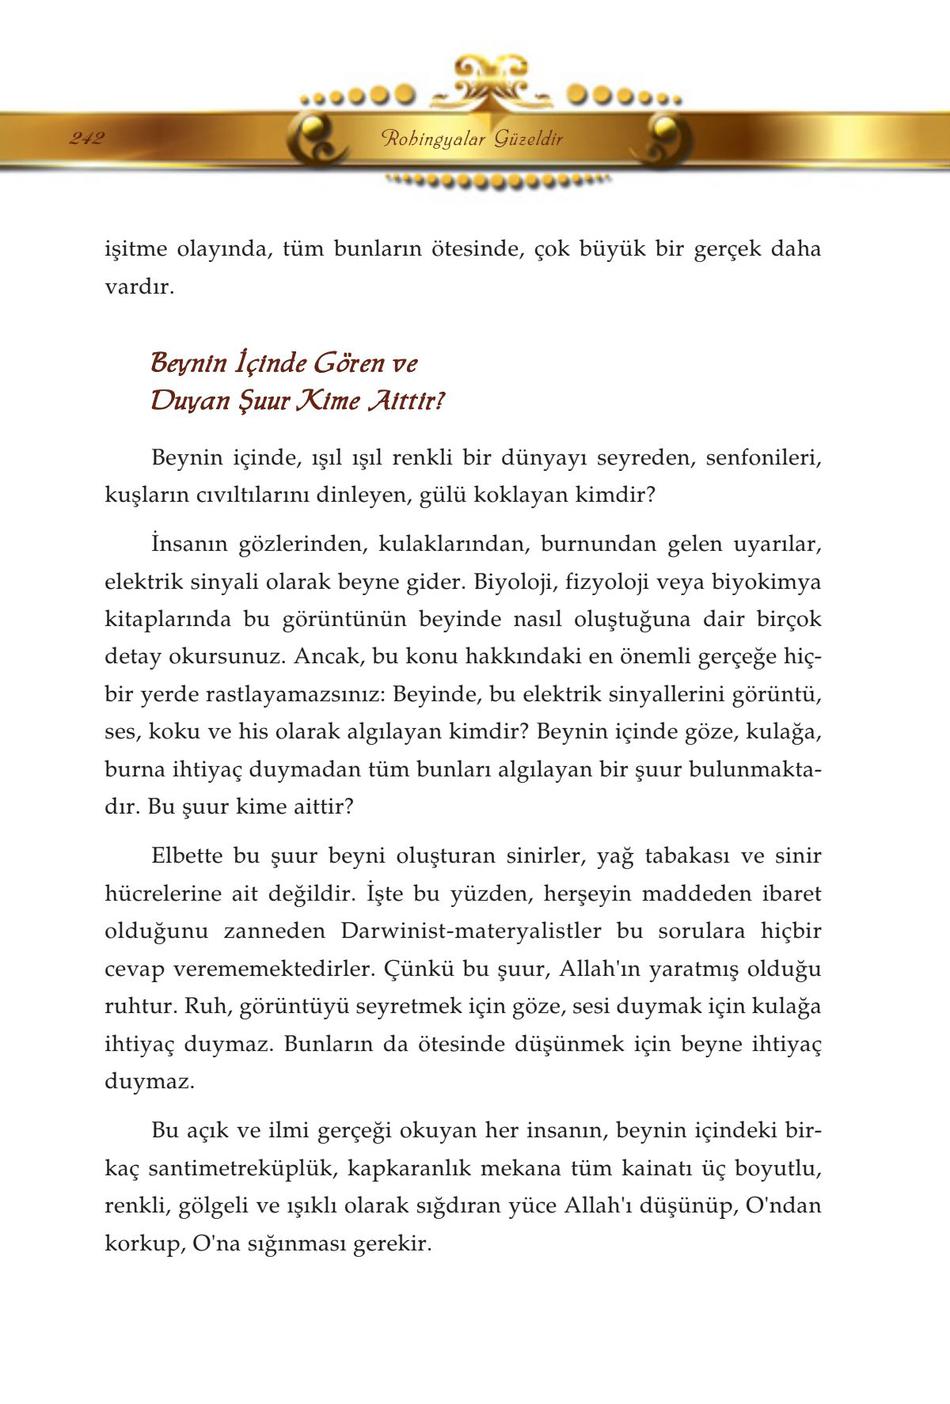 242
Rohingyalar Güzeldir
işitme olayında, tüm bunların ötesinde, çok büyük bir gerçek daha
vardır.
Beynin İçinde Gören ve
Duyan Şuur Kime Aittir?
Beynin içinde, ışıl ışıl renkli bir dünyayı seyreden, senfonileri,
kuşların cıvıltılarını dinleyen, gülü koklayan kimdir?
İnsanın gözlerinden, kulaklarından, burnundan gelen uyarılar,
elektrik sinyali olarak beyne gider. Biyoloji, fizyoloji veya biyokimya
kitaplarında bu görüntünün beyinde nasıl oluştuğuna dair birçok
detay okursunuz. Ancak, bu konu hakkındaki en önemli gerçeğe hiç-
bir yerde rastlayamazsınız: Beyinde, bu elektrik sinyallerini görüntü,
ses, koku ve his olarak algılayan kimdir? Beynin içinde göze, kulağa,
burna ihtiyaç duymadan tüm bunları algılayan bir şuur bulunmakta-
dır. Bu şuur kime aittir?
Elbette bu şuur beyni oluşturan sinirler, yağ tabakası ve sinir
hücrelerine ait değildir. İşte bu yüzden, herşeyin maddeden ibaret
olduğunu zanneden Darwinist-materyalistler bu sorulara hiçbir
cevap verememektedirler. Çünkü bu şuur, Allah'ın yaratmış olduğu
ruhtur. Ruh, görüntüyü seyretmek için göze, sesi duymak için kulağa
ihtiyaç duymaz. Bunların da ötesinde düşünmek için beyne ihtiyaç
duymaz.
Bu açık ve ilmi gerçeği okuyan her insanın, beynin içindeki bir-
kaç santimetreküplük, kapkaranlık mekana tüm kainatı üç boyutlu,
renkli, gölgeli ve ışıklı olarak sığdıran yüce Allah'ı düşünüp, O'ndan
korkup, O'na sığınması gerekir.